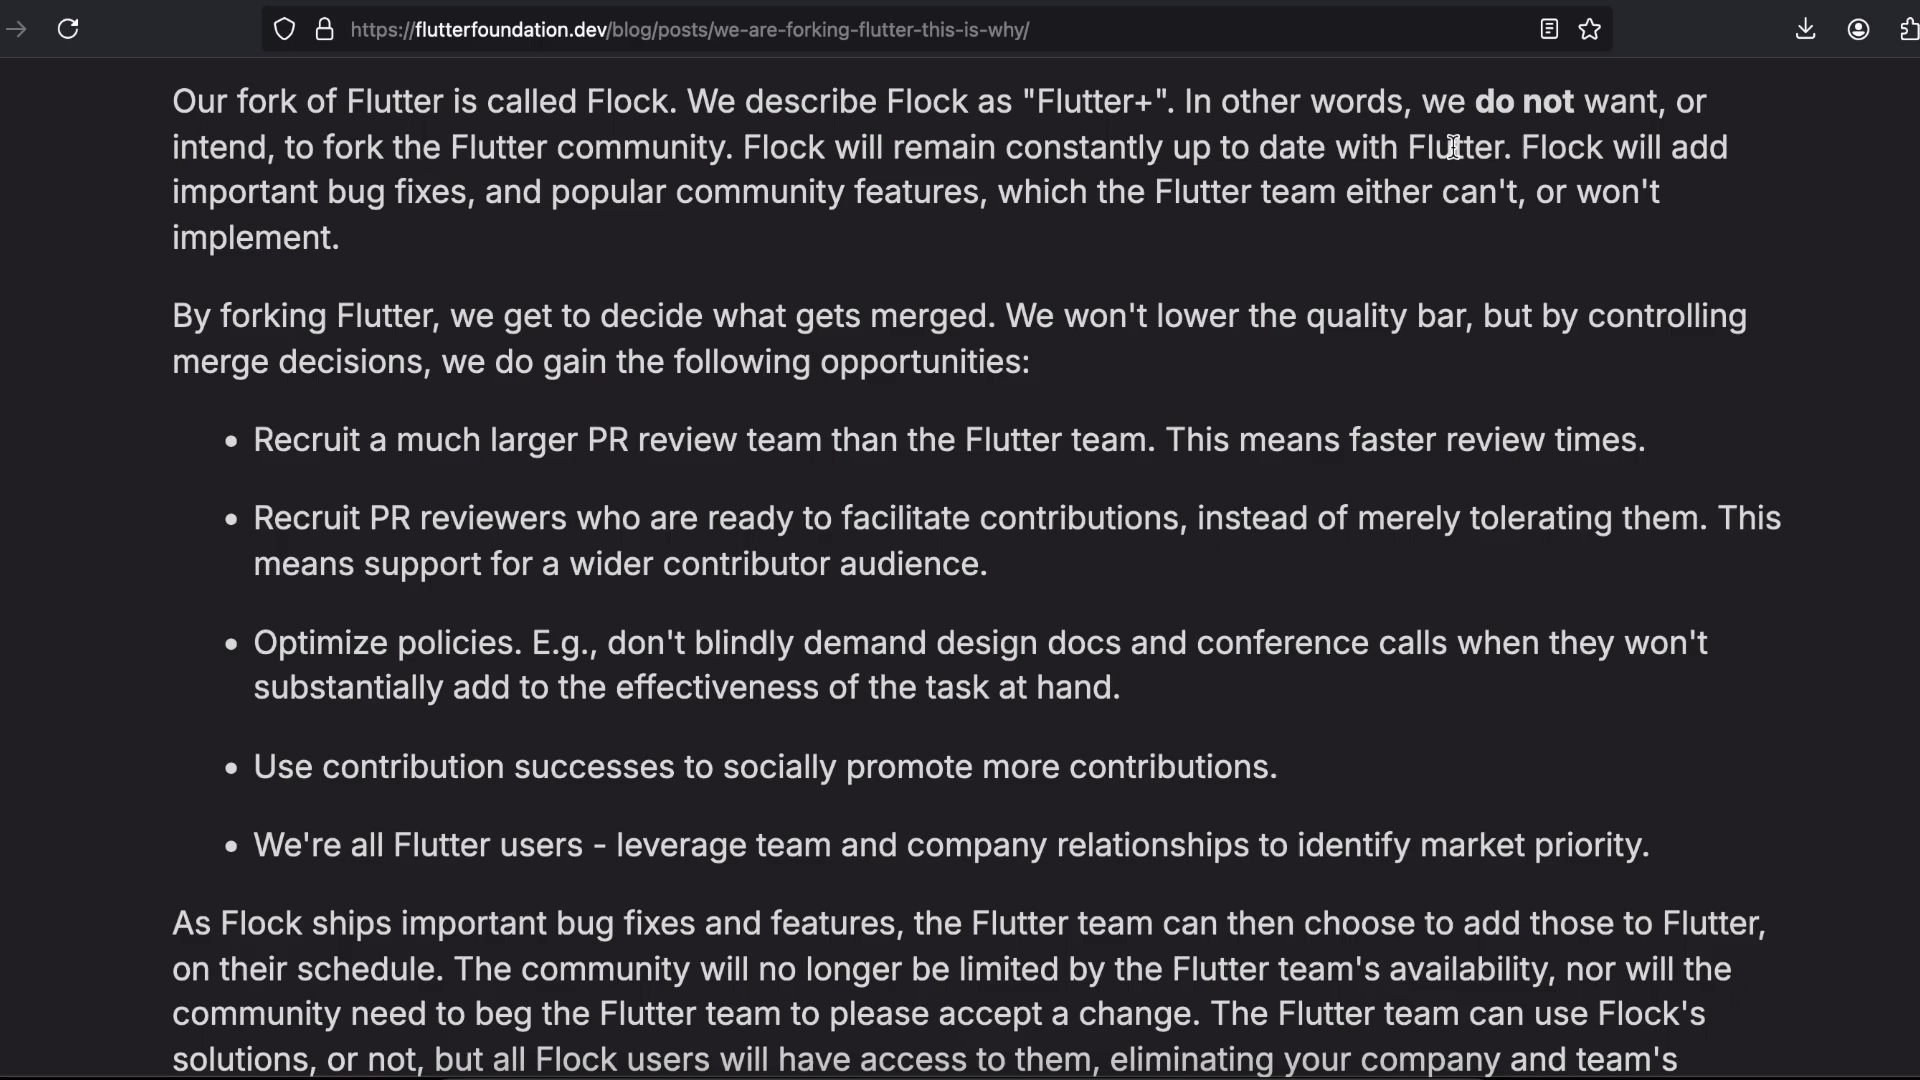 https://flutterfoundation.dev/blog/posts/we-are-forking-flutter-this-is-why/
Our fork of Flutter is called Flock. We describe Flock as "Flutter+". In other words, we do not want, or
intend, to fork the Flutter community. Flock will remain constantly up to date with Flutter. Flock will add
important bug fixes, and popular community features, which the Flutter team either can't, or won't
implement.
By forking Flutter, we get to decide what gets merged. We won't lower the quality bar, but by controlling
merge decisions, we do gain the following opportunities:
• Recruit a much larger PR review team than the Flutter team. This means faster review times.
• Recruit PR reviewers who are ready to facilitate contributions, instead of merely tolerating them. This
means support for a wider contributor audience.
• Optimize policies. E.g., don't blindly demand design docs and conference calls when they won't
substantially add to the effectiveness of the task at hand.
• Use contribution successes to socially promote more contributions.
• We're all Flutter users - leverage team and company relationships to identify market priority.
As Flock ships important bug fixes and features, the Flutter team can then choose to add those to Flutter,
on their schedule. The community will no longer be limited by the Flutter team's availability, nor will the
community need to beg the Flutter team to please accept a change. The Flutter team can use Flock's
solutions, or not, but all Flock users will have access to them, eliminating your company and team's